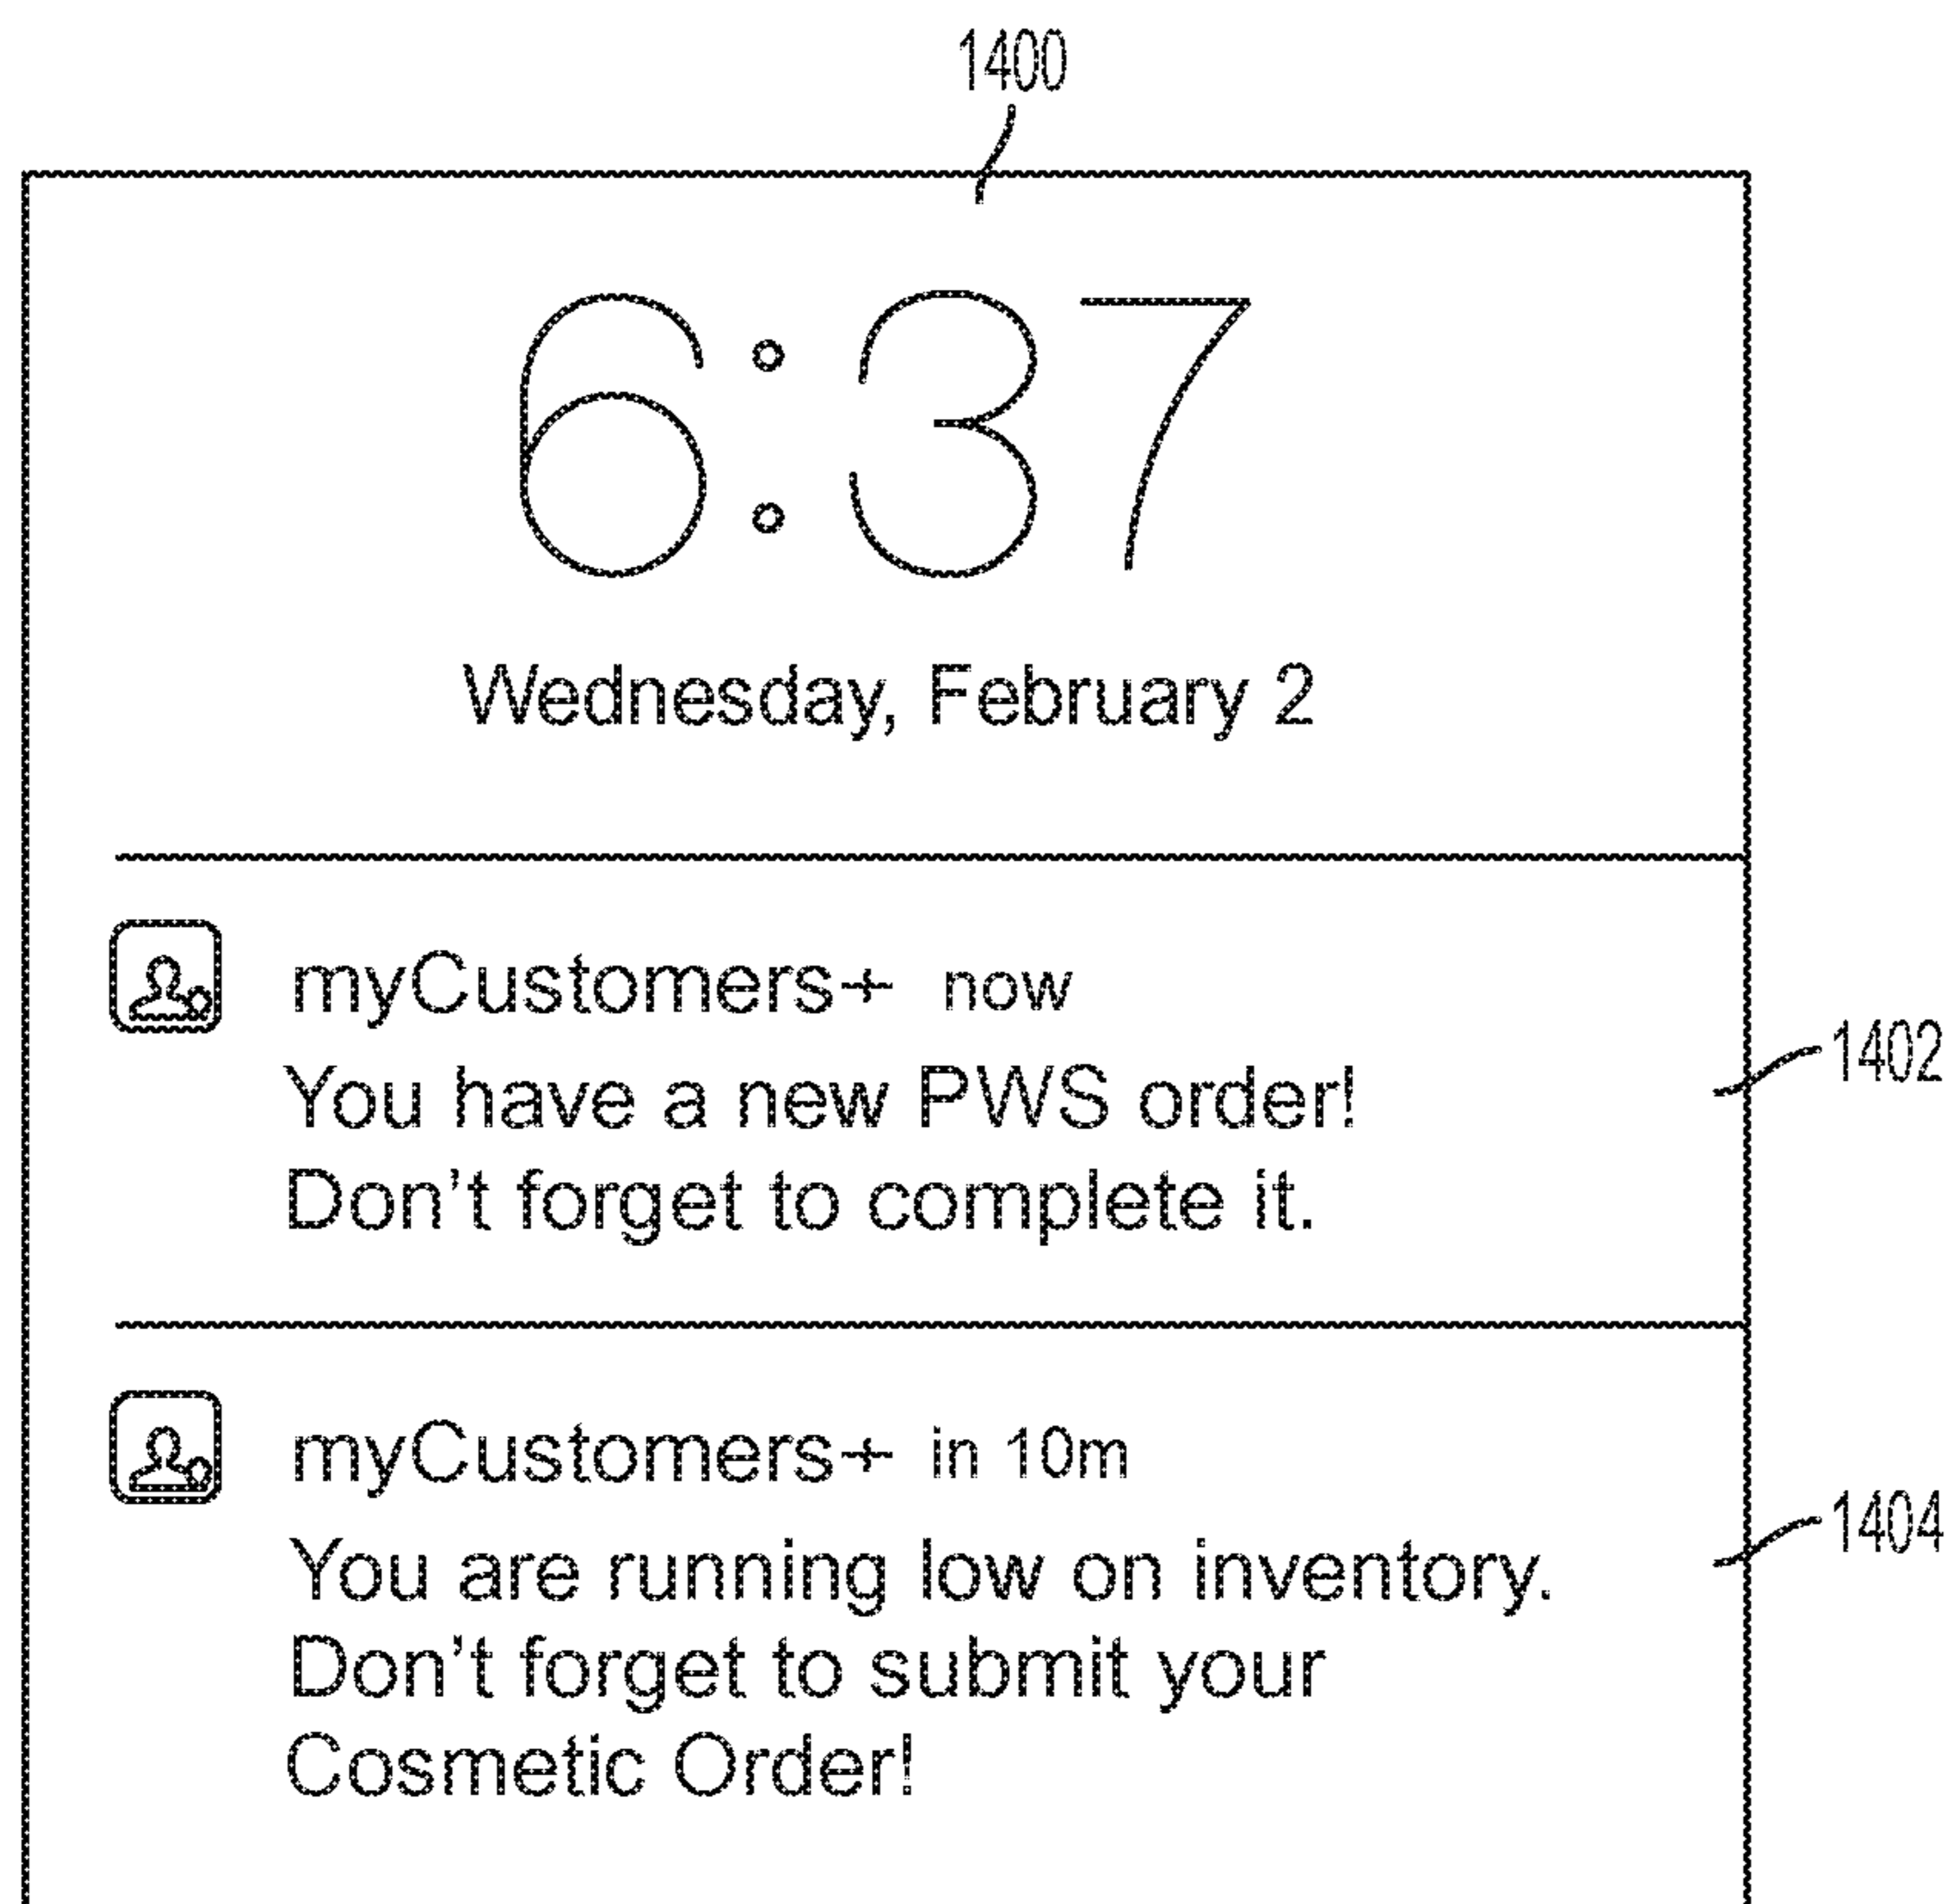 1400
6:37
Wednesday, February 2
myCustomers+ now
You have a new PWS order!
1402
Don't forget to complete it.
myCustomers+ in 10m
You are running low on inventory.
1404
Don't forget to submit your
Cosmetic Order!